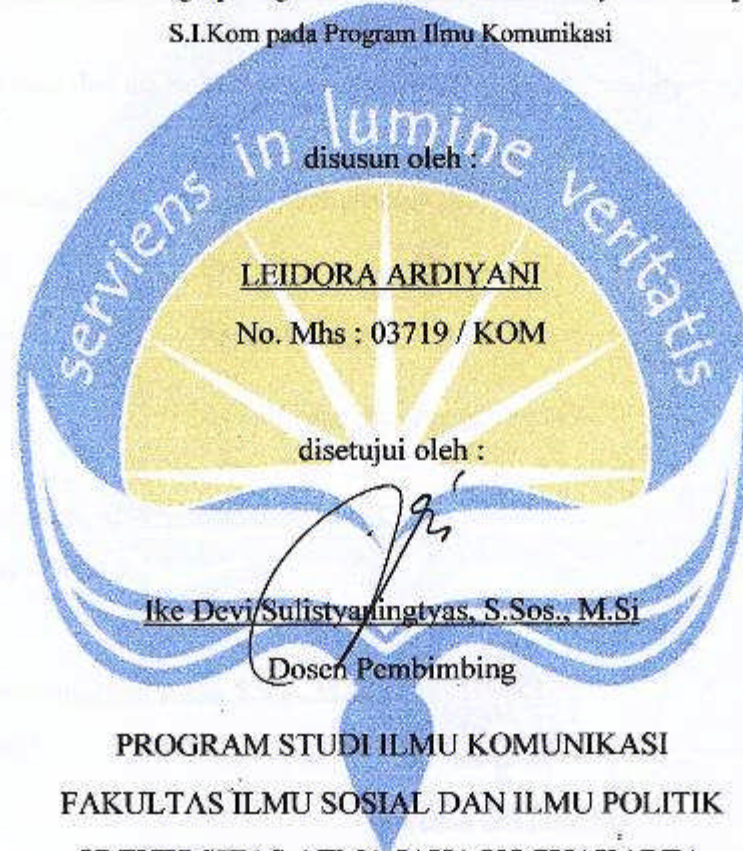 S.I.Kom pada Program Ilmu Komunikasi
serviens in lumine veritatis
disusun oleh :
LEIDORA ARDIYANI
No. Mhs : 03719 / KOM
disetujui oleh :
Ike Devi Sulistyaningtyas, S.Sos., M.Si
Dosen Pembimbing
PROGRAM STUDI ILMU KOMUNIKASI
FAKULTAS ILMU SOSIAL DAN ILMU POLITIK